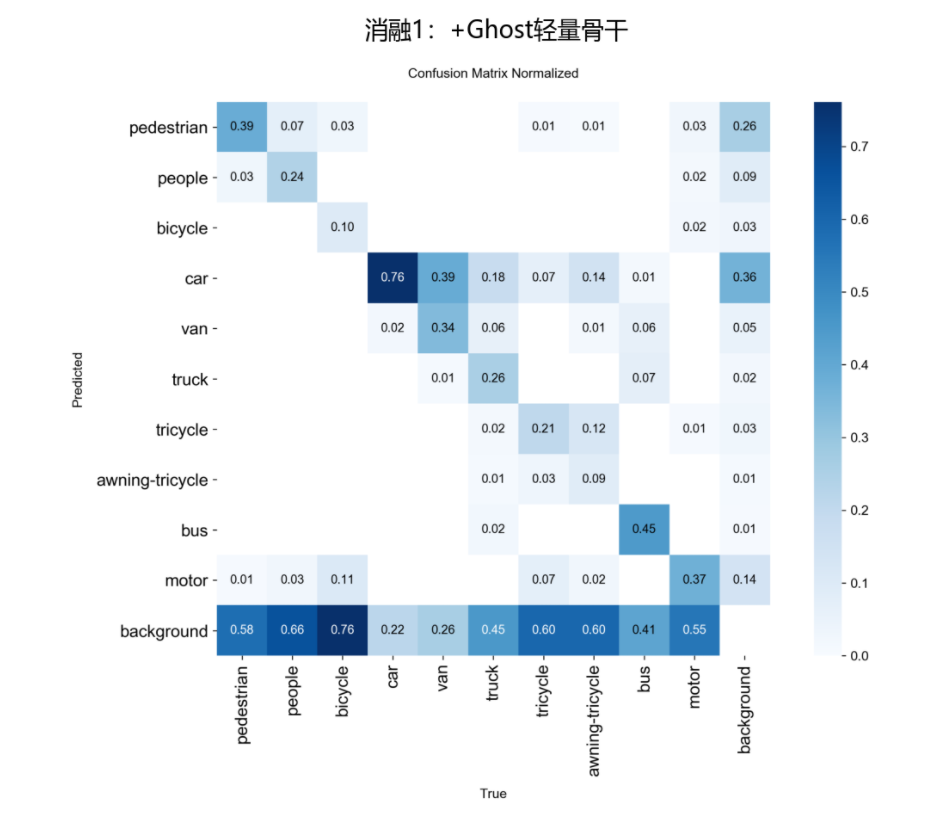 消融1：+Ghost轻量骨干
Confusion Matrix Normalized
pedestrian 0.39 0.07 0.03 0.01 0.01 0.03 0.26
people 0.03 0.24 0.02 0.09
bicycle 0.10 0.02 0.03
car 0.76 0.39 0.18 0.07 0.14 0.01 0.36
van 0.02 0.34 0.06 0.01 0.06 0.05
truck 0.01 0.26 0.07 0.02
tricycle 0.02 0.21 0.12 0.01 0.03
awning-tricycle 0.01 0.03 0.09 0.01
bus 0.02 0.45 0.01
motor 0.01 0.03 0.11 0.07 0.02 0.37 0.14
background 0.58 0.66 0.76 0.22 0.26 0.45 0.60 0.60 0.41 0.55
Predicted
pedestrian
people
bicycle
car
van
truck
tricycle
awning-tricycle
bus
motor
background
True
0.7
0.6
0.5
0.4
0.3
0.2
0.1
0.0